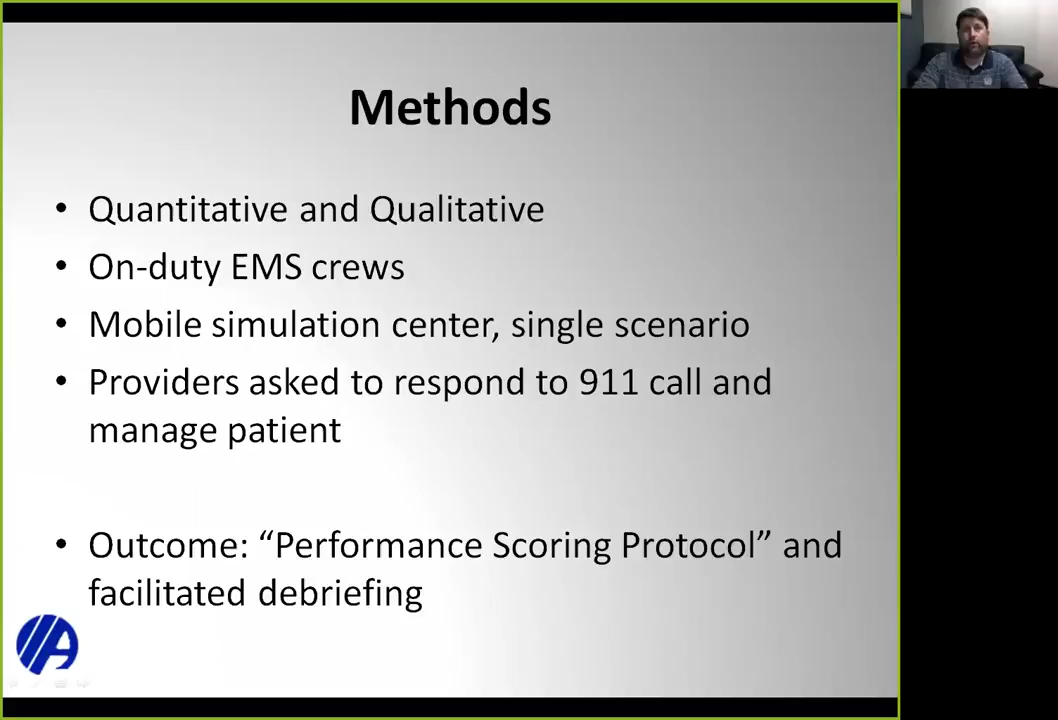 Methods
• Quantitative and Qualitative
• On-duty EMS crews
• Mobile simulation center, single scenario
• Providers asked to respond to 911 call and
manage patient
• Outcome: “Performance Scoring Protocol” and
facilitated debriefing